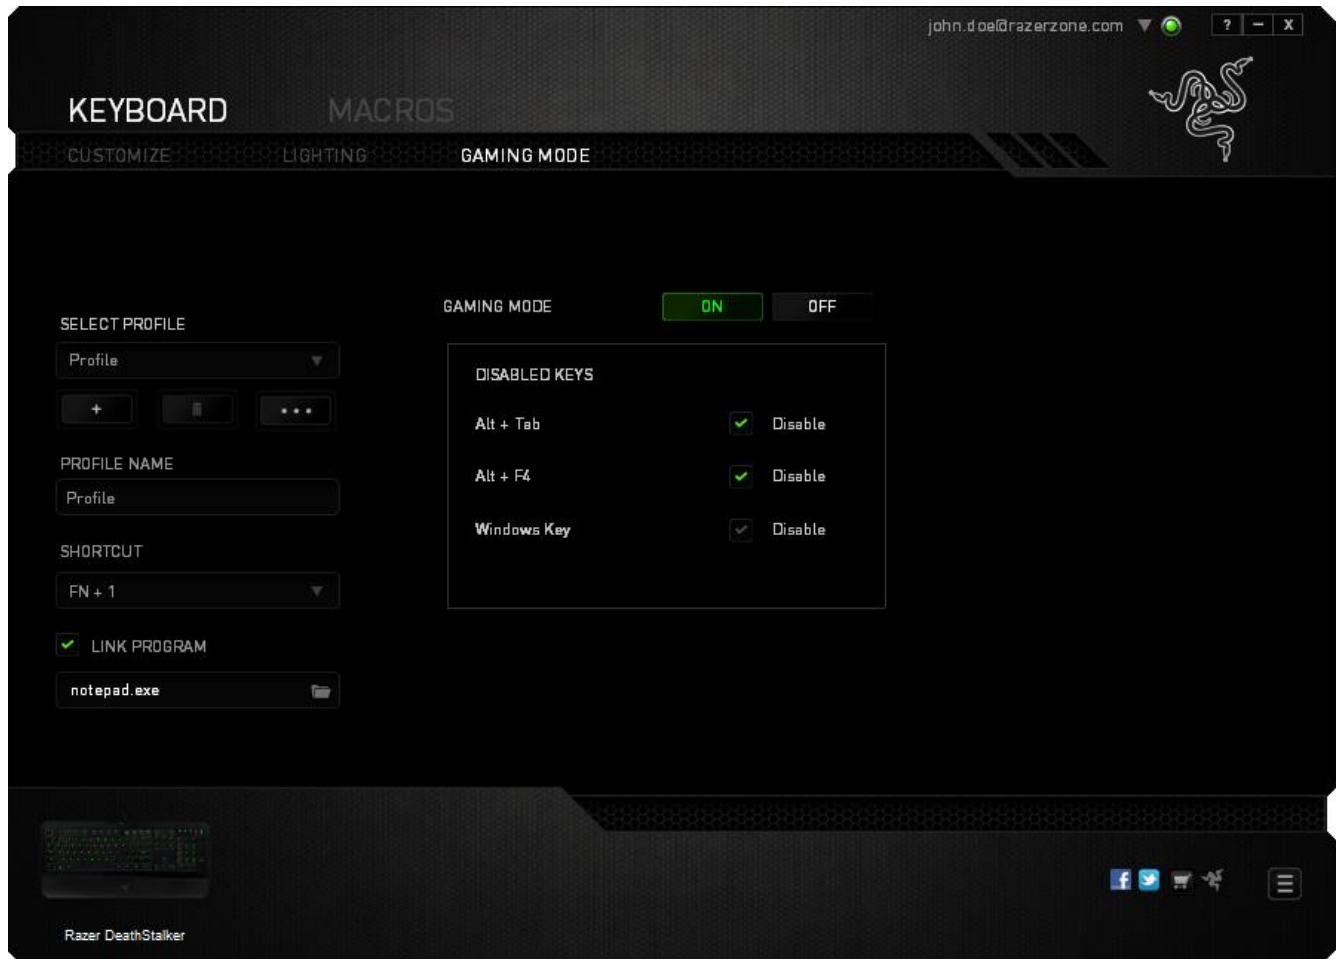 john.doe@razerzone.com
? – X
KEYBOARD MACROS
CUSTOMIZE LIGHTING GAMING MODE
GAMING MODE ON OFF
SELECT PROFILE
Profile
+ •••
PROFILE NAME
Profile
SHORTCUT
FN + 1
LINK PROGRAM
notepad.exe
DISABLED KEYS
Alt + Tab Disable
Alt + F4 Disable
Windows Key Disable
Razer DeathStalker